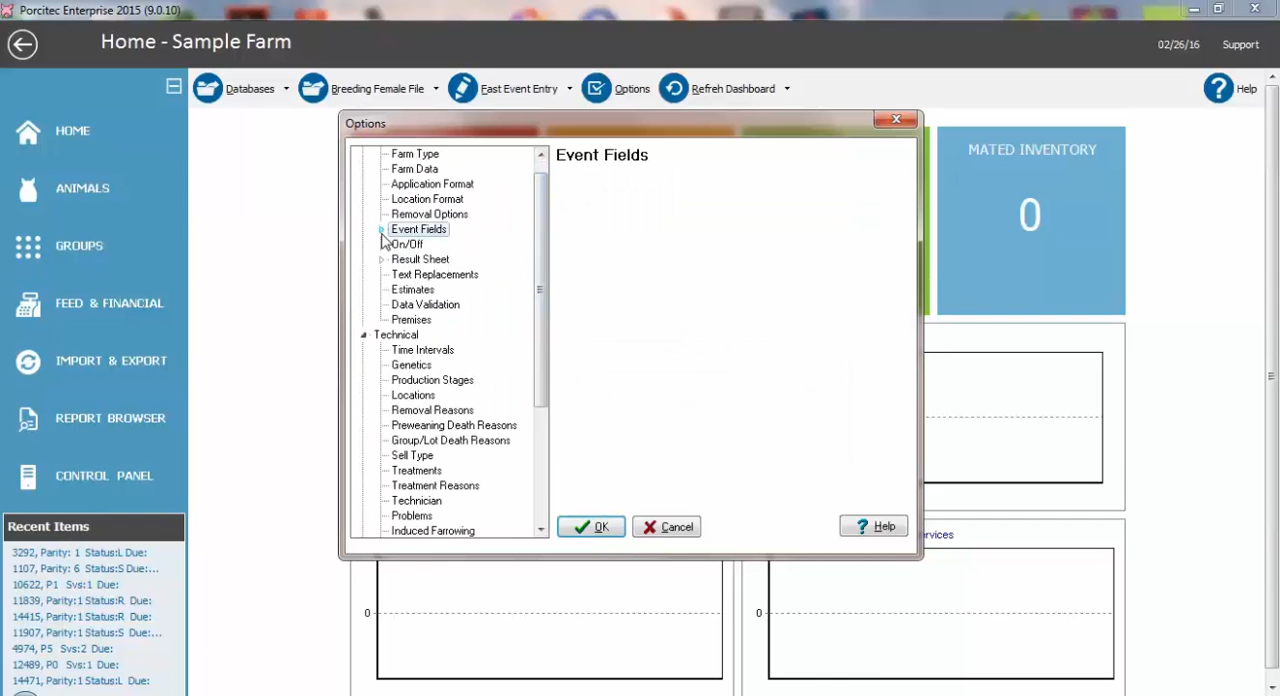 Porcitec Enterprise 2015 (9.0.10)
Home - Sample Farm
02/26/16
Support
Databases
Breeding Female File
Fast Event Entry
Options
Refreh Dashboard
Help
HOME
ANIMALS
GROUPS
FEED & FINANCIAL
IMPORT & EXPORT
REPORT BROWSER
CONTROL PANEL
Recent Items
3292, Parity: 1 Status:L Due:
1107, Parity: 6 Status:S Due:...
10622, P1 Svs:1 Due:
11839, Parity:1 Status:R Due:
14415, Parity:1 Status:R Due:
11907, Parity:1 Status:S Due:...
4974, P5 Svs:2 Due:
12489, P0 Svs:1 Due:
14471, Parity:1 Status:L Due:
Options
Farm Type
Farm Data
Application Format
Location Format
Removal Options
Event Fields
On/Off
Result Sheet
Text Replacements
Estimates
Data Validation
Premises
Technical
Time Intervals
Genetics
Production Stages
Locations
Removal Reasons
Preweaning Death Reasons
Group/Lot Death Reasons
Sell Type
Treatments
Treatment Reasons
Technician
Problems
Induced Farrowing
Event Fields
OK
Cancel
Help
MATED INVENTORY
0
ervices
0
0